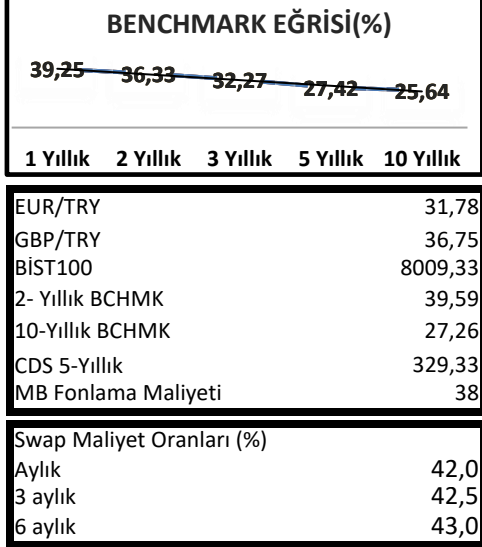 BENCHMARK EĞRİSİ(%)
39,25 36,33 32,27 27,42 25,64
1 Yıllık 2 Yıllık 3 Yıllık 5 Yıllık 10 Yıllık
EUR/TRY 31,78
GBP/TRY 36,75
BİST100 8009,33
2- Yıllık BCHMK 39,59
10-Yıllık BCHMK 27,26
CDS 5-Yıllık 329,33
MB Fonlama Maliyeti 38
Swap Maliyet Oranları (%)
Aylık 42,0
3 aylık 42,5
6 aylık 43,0